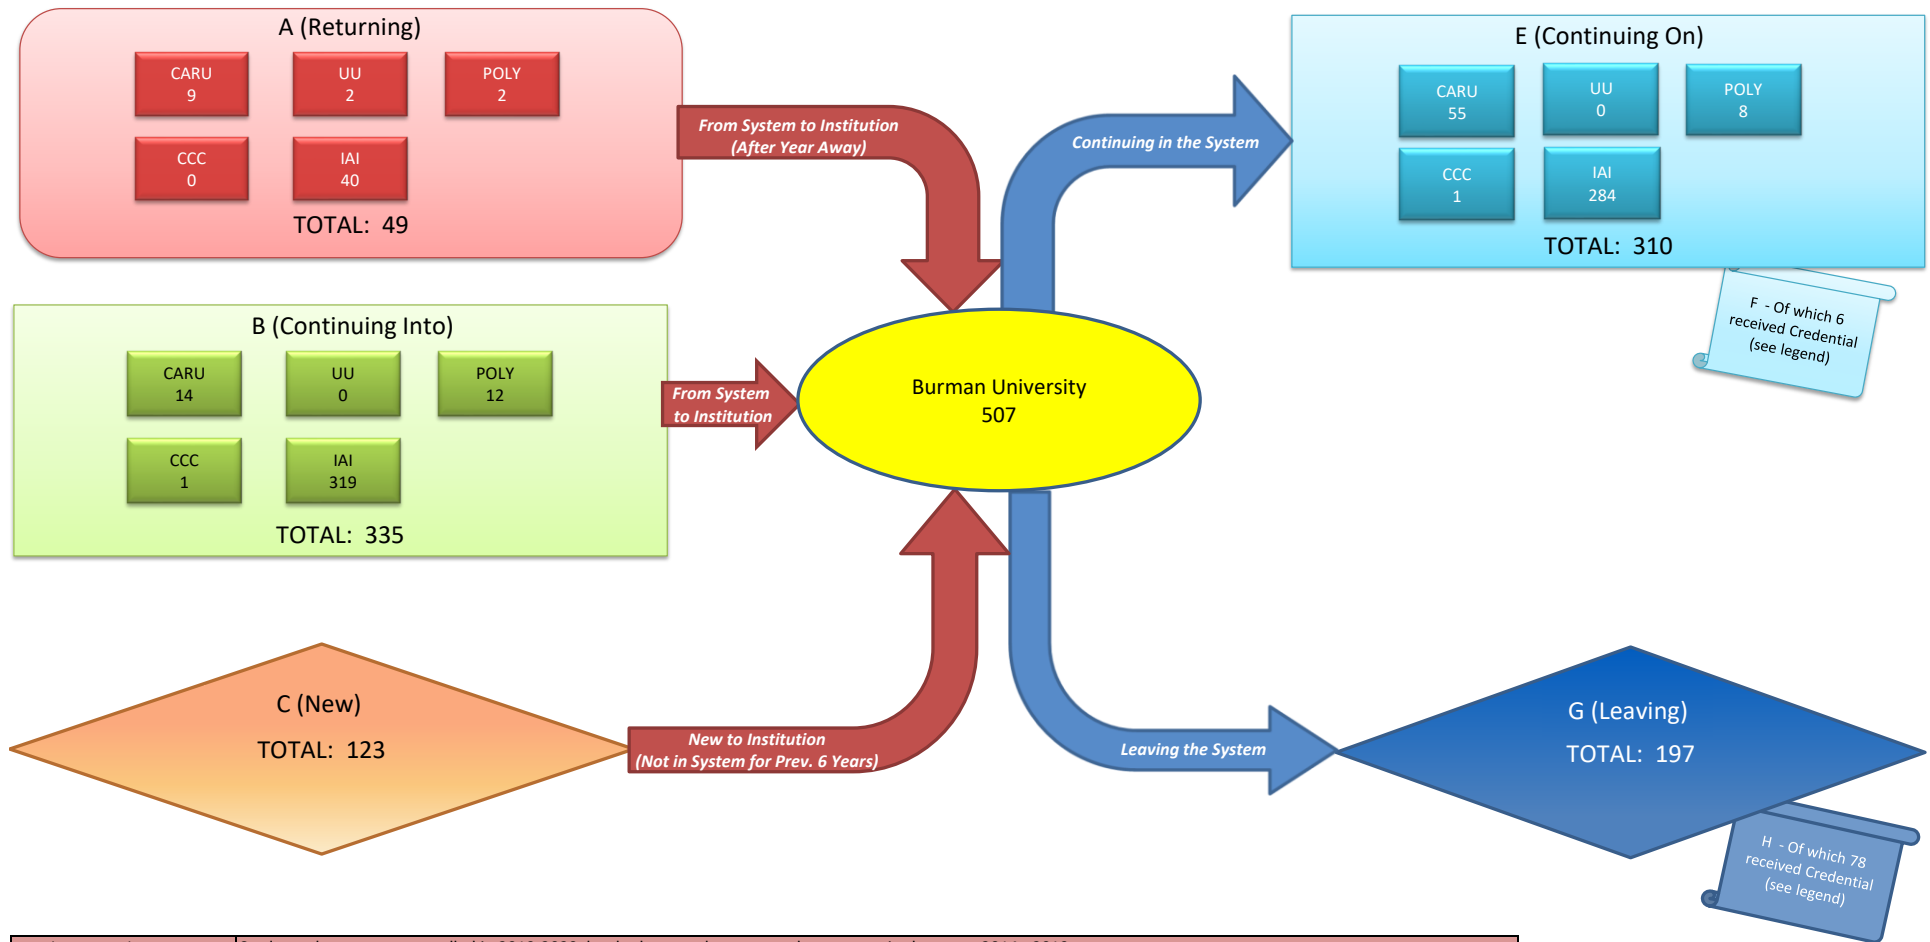 A (Returning)
CARU
9
UU
2
POLY
2
CCC
0
IAI
40
TOTAL: 49
From System to Institution
(After Year Away)
B (Continuing Into)
CARU
14
UU
0
POLY
12
CCC
1
IAI
319
TOTAL: 335
From System
to Institution
C (New)
TOTAL: 123
New to Institution
(Not in System for Prev. 6 Years)
Burman University
507
Continuing in the System
E (Continuing On)
CARU
55
UU
0
POLY
8
CCC
1
IAI
284
TOTAL: 310
F - Of which 6
received Credential
(see legend)
Leaving the System
G (Leaving)
TOTAL: 197
H - Of which 78
received Credential
(see legend)